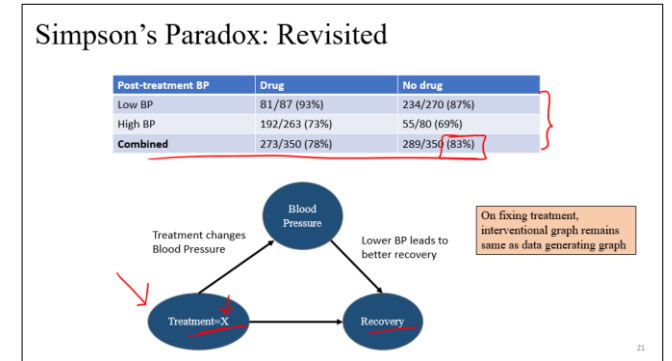 Simpson's Paradox: Revisited
Post-treatment BP Drug No drug
Low BP 81/87 (93%) 234/270 (87%)
High BP 192/263 (73%) 55/80 (69%)
Combined 273/350 (78%) 289/350 (83%)
Blood
Pressure
Treatment changes
Blood Pressure
Lower BP leads to
better recovery
On fixing treatment,
interventional graph remains
same as data generating graph
Treatment=X
Recovery
21